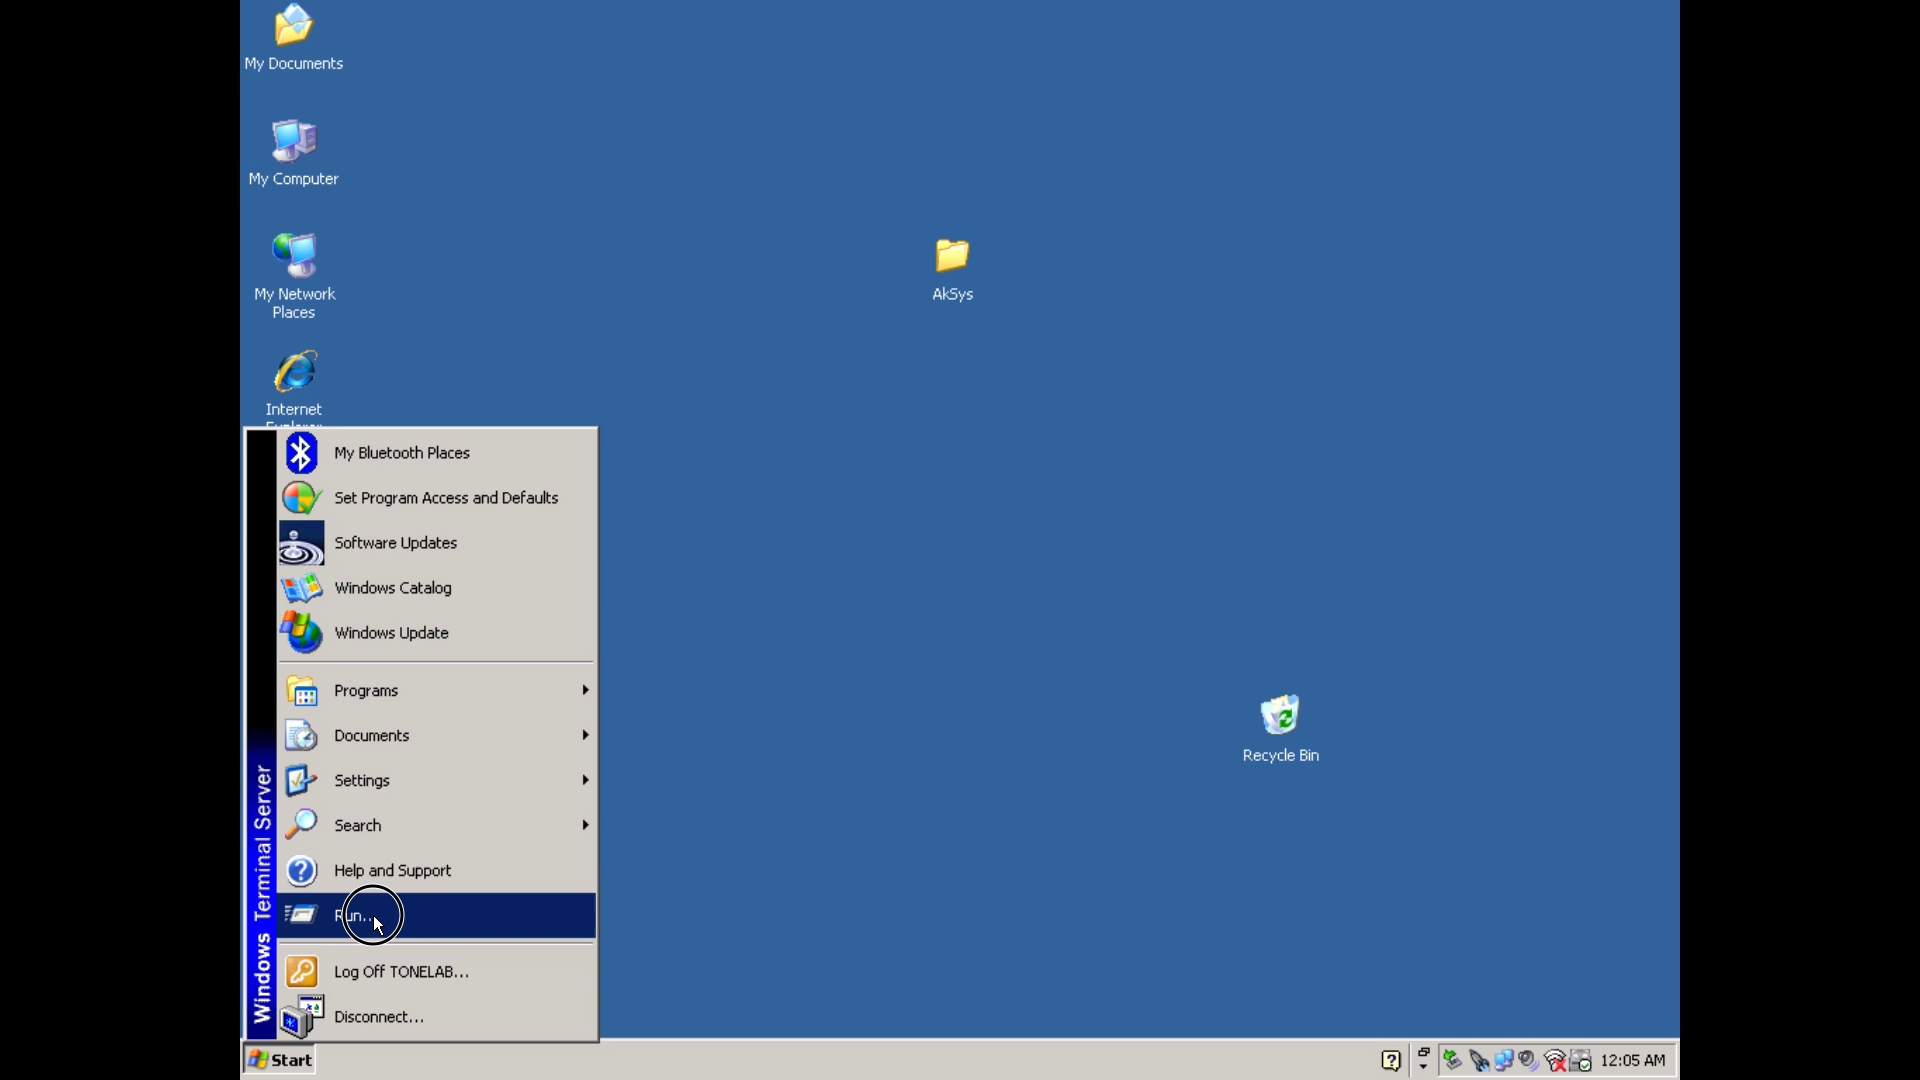 My Documents
My Computer
My Network
Places
Internet
AkSys
Recycle Bin
My Bluetooth Places
Set Program Access and Defaults
Software Updates
Windows Catalog
Windows Update
Programs
Documents
Settings
Search
Help and Support
Run...
Log Off TONELAB...
Disconnect...
Windows Terminal Server
Start
12:05 AM